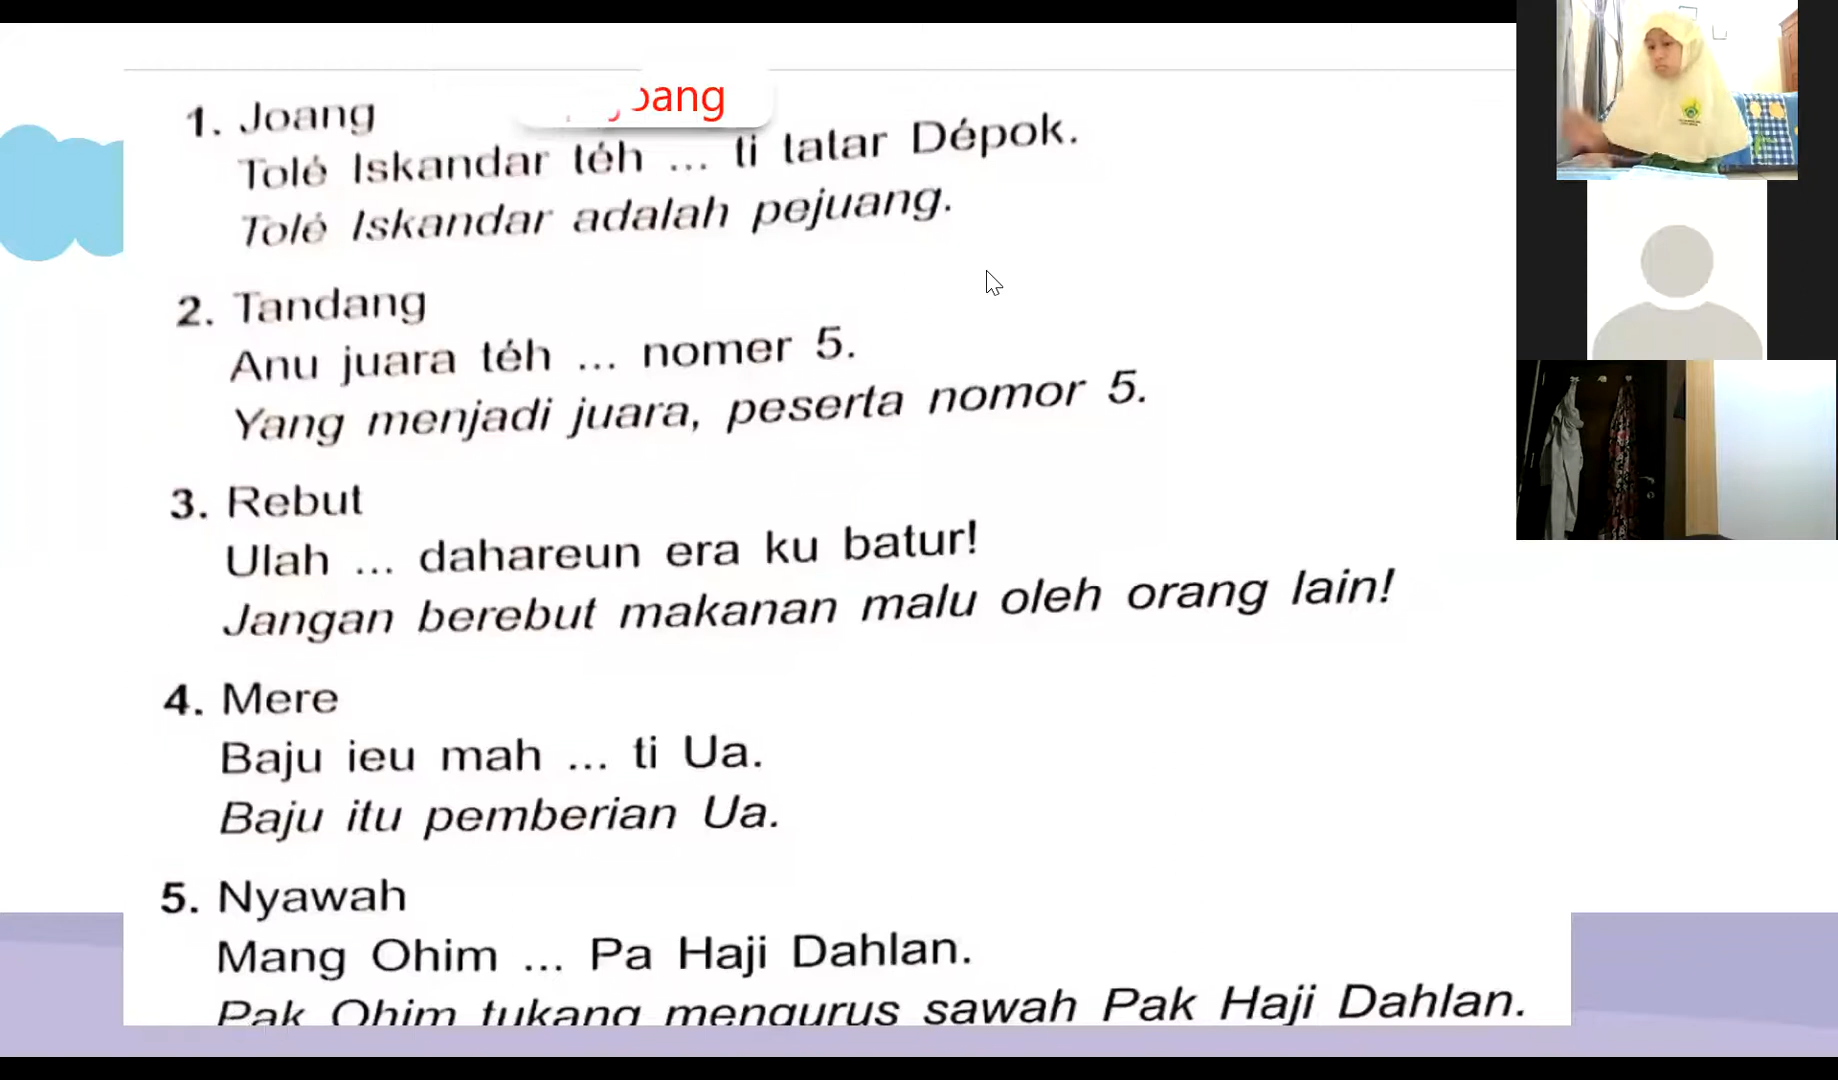 1. Joang
oang
Tolé Iskandar téh ... ti tatar Dépok.
Tolé Iskandar adalah pejuang.
2. Tandang
Anu juara téh ... nomer 5.
Yang menjadi juara, peserta nomor 5.
3. Rebut
Ulah ... dahareun era ku batur!
Jangan berebut makanan malu oleh orang lain!
4. Mere
Baju ieu mah ... ti Ua.
Baju itu pemberian Ua.
5. Nyawah
Mang Ohim ... Pa Haji Dahlan.
Pak Ohim tukang mengurus sawah Pak Haji Dahlan.